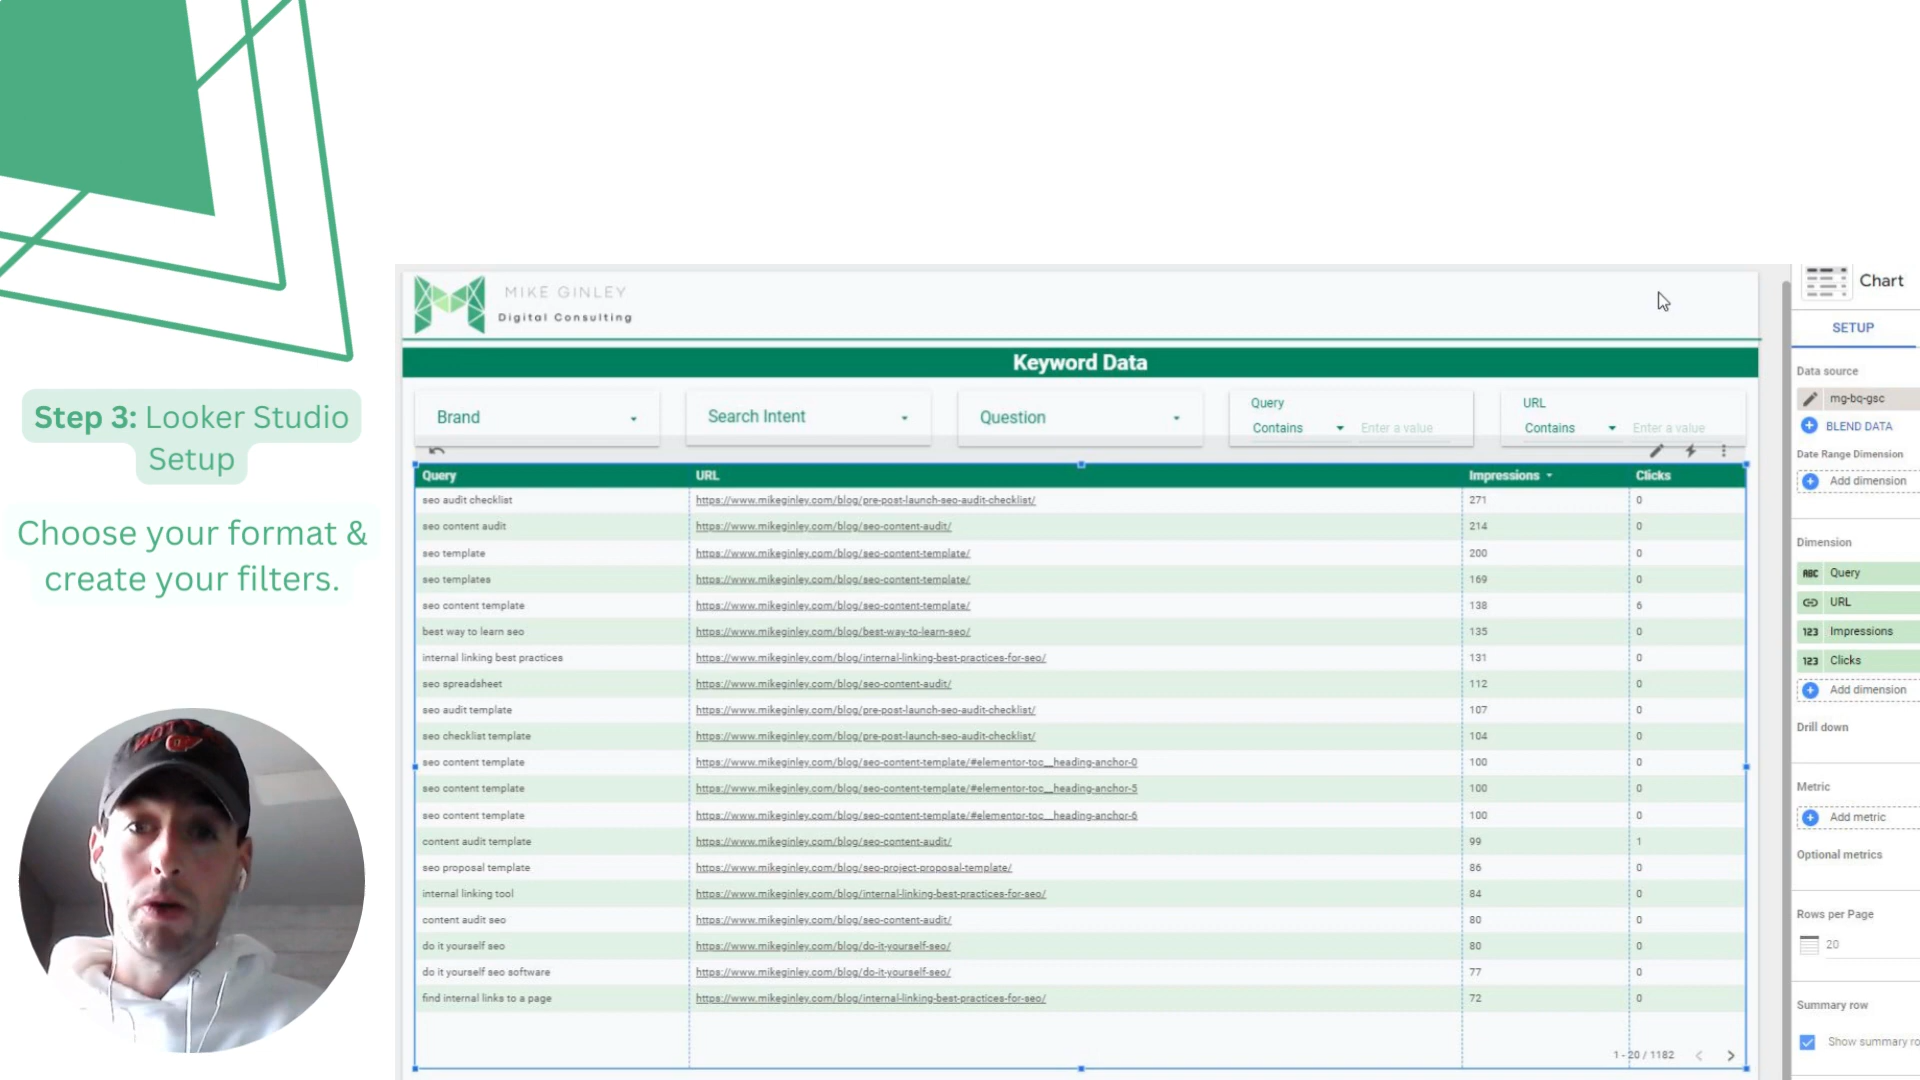 Step 3: Looker Studio
Setup
Choose your format &
create your filters.
MIKE GINLEY
Digital Consulting
Keyword Data
Brand
Search Intent
Question
Query
Contains
Enter a value
URL
Contains
Enter a value
Query URL Impressions Clicks
seo audit checklist https://www.mikeginley.com/blog/pre-post-launch-seo-audit-checklist/ 271 0
seo content audit https://www.mikeginley.com/blog/seo-content-audit/ 214 0
seo template https://www.mikeginley.com/blog/seo-content-template/ 200 0
seo templates https://www.mikeginley.com/blog/seo-content-template/ 169 0
seo content template https://www.mikeginley.com/blog/seo-content-template/ 138 6
best way to learn seo https://www.mikeginley.com/blog/best-way-to-learn-seo/ 135 0
internal linking best practices https://www.mikeginley.com/blog/internal-linking-best-practices-for-seo/ 131 0
seo spreadsheet https://www.mikeginley.com/blog/seo-content-audit/ 112 0
seo audit template https://www.mikeginley.com/blog/pre-post-launch-seo-audit-checklist/ 107 0
seo checklist template https://www.mikeginley.com/blog/pre-post-launch-seo-audit-checklist/ 104 0
seo content template https://www.mikeginley.com/blog/seo-content-template/#elementor-toc__heading-anchor-0 100 0
seo content template https://www.mikeginley.com/blog/seo-content-template/#elementor-toc__heading-anchor-5 100 0
seo content template https://www.mikeginley.com/blog/seo-content-template/#elementor-toc__heading-anchor-6 100 0
content audit template https://www.mikeginley.com/blog/seo-content-audit/ 99 1
seo proposal template https://www.mikeginley.com/blog/seo-project-proposal-template/ 86 0
internal linking tool https://www.mikeginley.com/blog/internal-linking-best-practices-for-seo/ 84 0
content audit seo https://www.mikeginley.com/blog/seo-content-audit/ 80 0
do it yourself seo https://www.mikeginley.com/blog/do-it-yourself-seo/ 80 0
do it yourself seo software https://www.mikeginley.com/blog/do-it-yourself-seo/ 77 0
find internal links to a page https://www.mikeginley.com/blog/internal-linking-best-practices-for-seo/ 72 0
1 - 20 / 1182
Chart
SETUP
Data source
mg-bq-gsc
BLEND DATA
Date Range Dimension
Add dimension
Dimension
ABC Query
URL
123 Impressions
123 Clicks
Add dimension
Drill down
Metric
Add metric
Optional metrics
Rows per Page
20
Summary row
Show summary ro